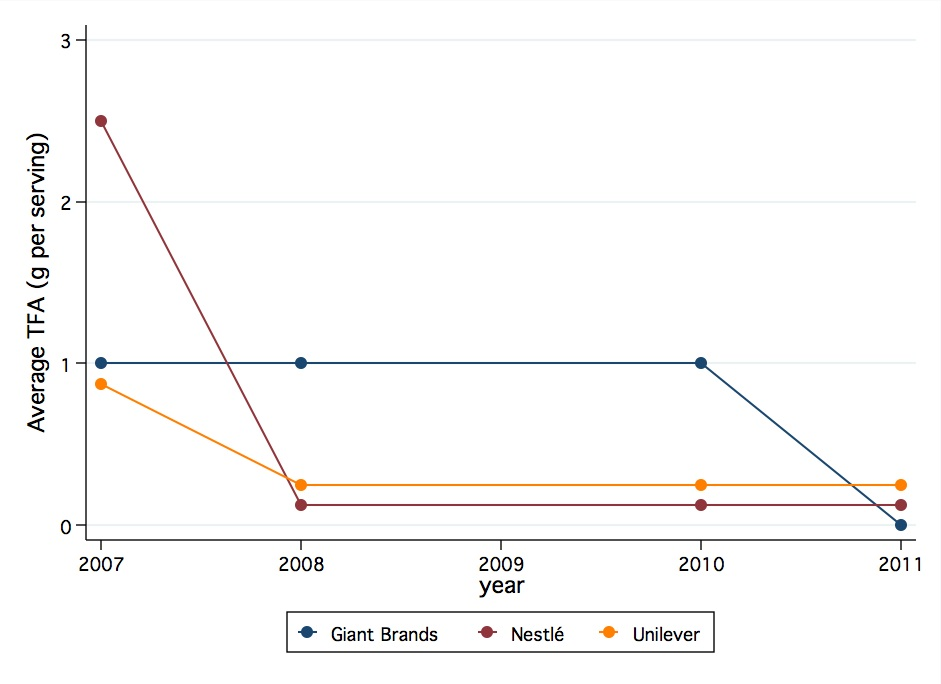 Average TFA (g per serving)
3
2
1
0
2007 2008 2009 2010 2011
year
Giant Brands Nestlé Unilever